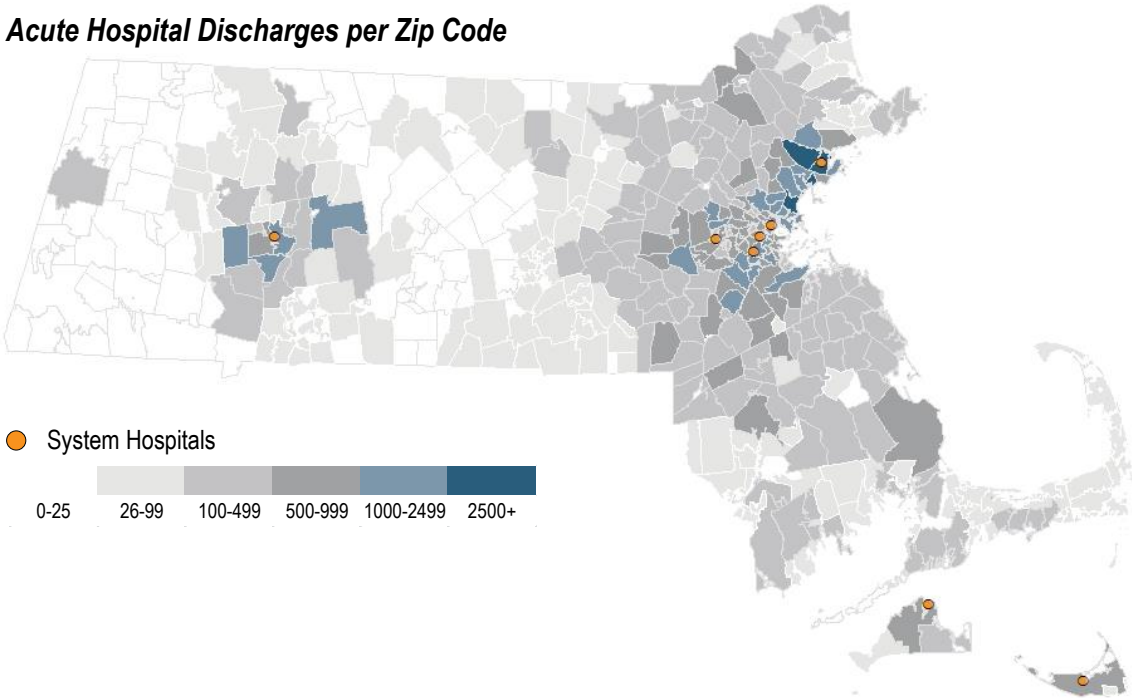 Acute Hospital Discharges per Zip Code
System Hospitals
0-25 26-99 100-499 500-999 1000-2499 2500+